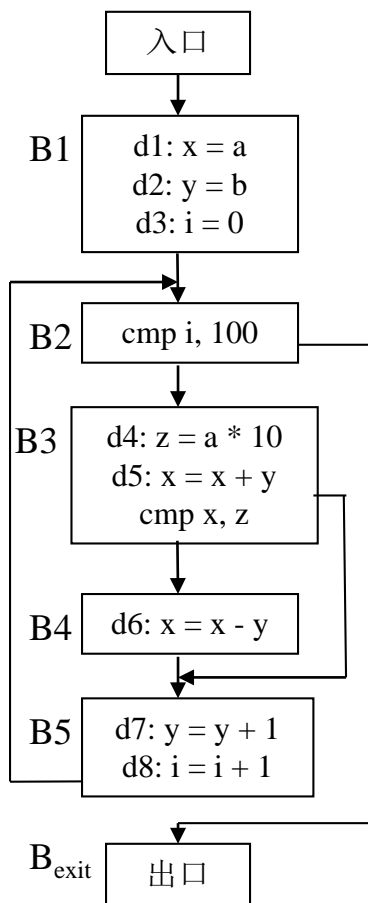 入口
B1
d1: x = a
d2: y = b
d3: i = 0
B2
cmp i, 100
B3
d4: z = a * 10
d5: x = x + y
cmp x, z
B4
d6: x = x - y
B5
d7: y = y + 1
d8: i = i + 1
Bexit
出口